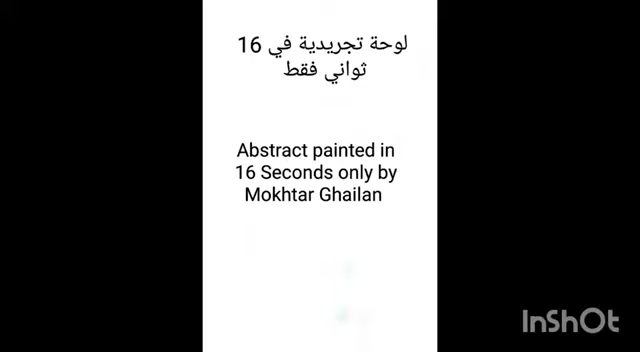 لوحة تجريدية في 16
ثواني فقط
Abstract painted in
16 Seconds only by
Mokhtar Ghailan
InShOt